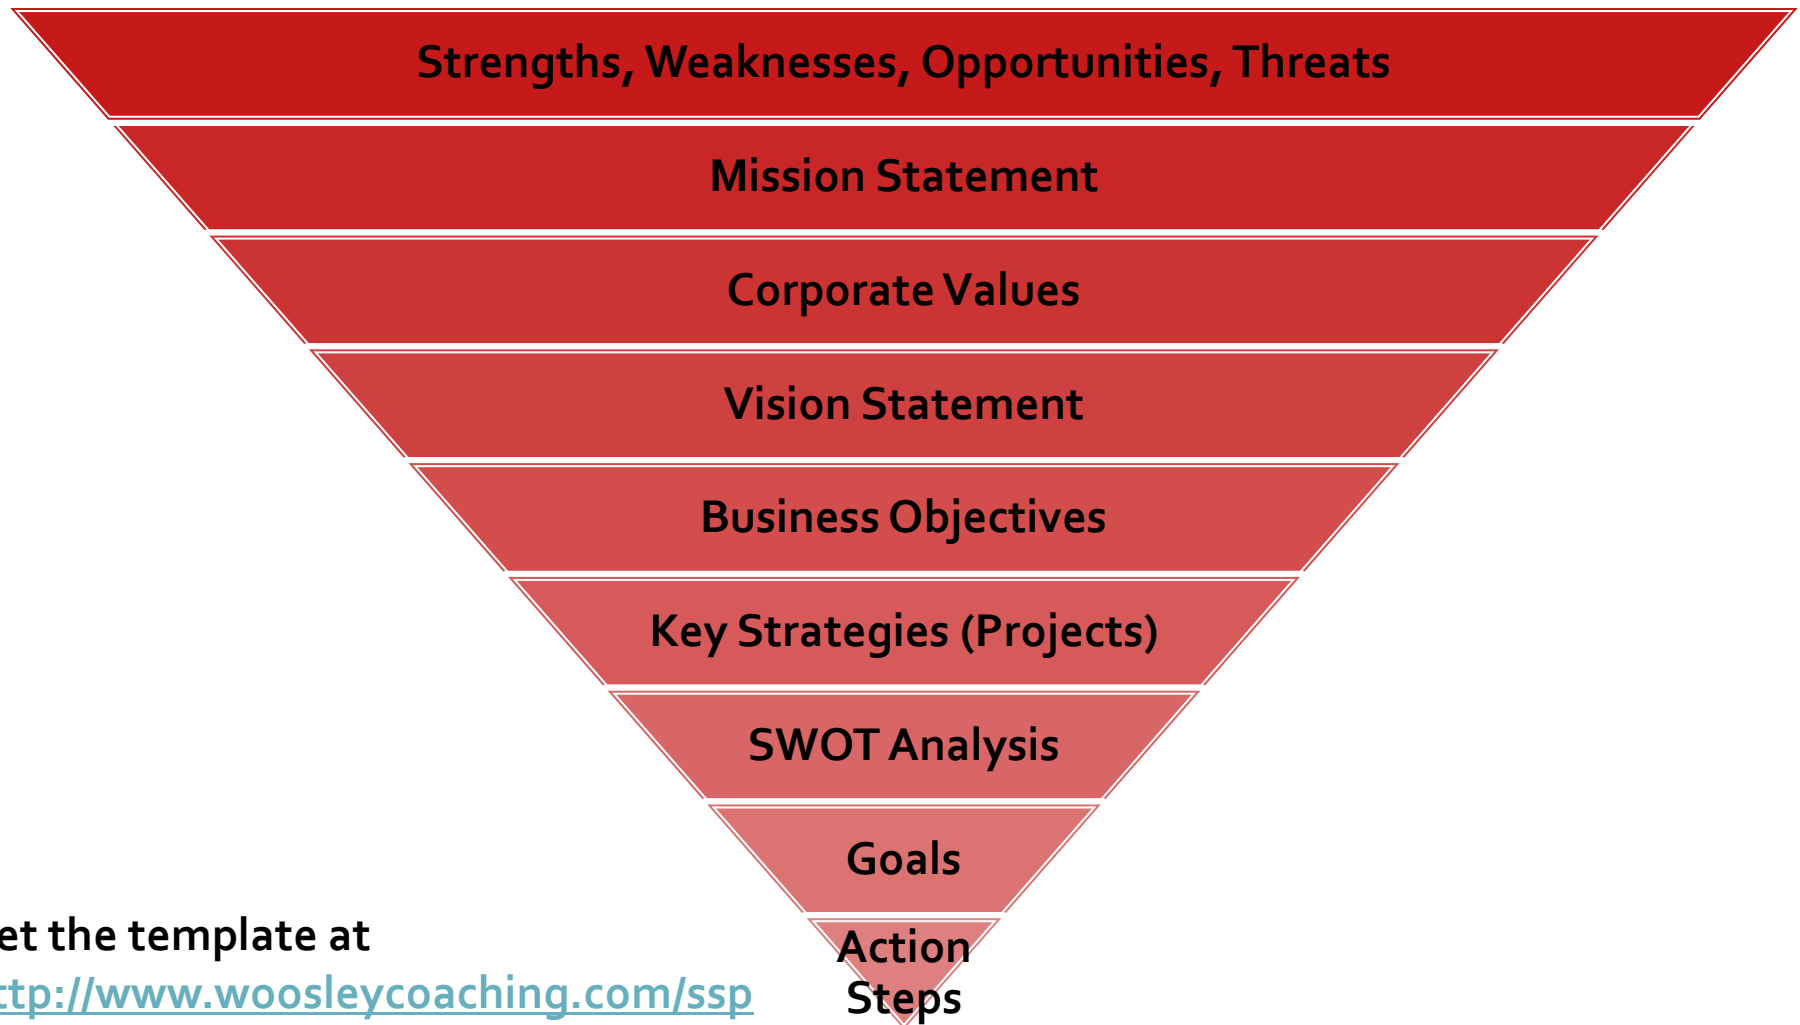 Strengths, Weaknesses, Opportunities, Threats
Mission Statement
Corporate Values
Vision Statement
Business Objectives
Key Strategies (Projects)
SWOT Analysis
Goals
Action
Steps
et the template at
ttp://www.woosleycoaching.com/ssp